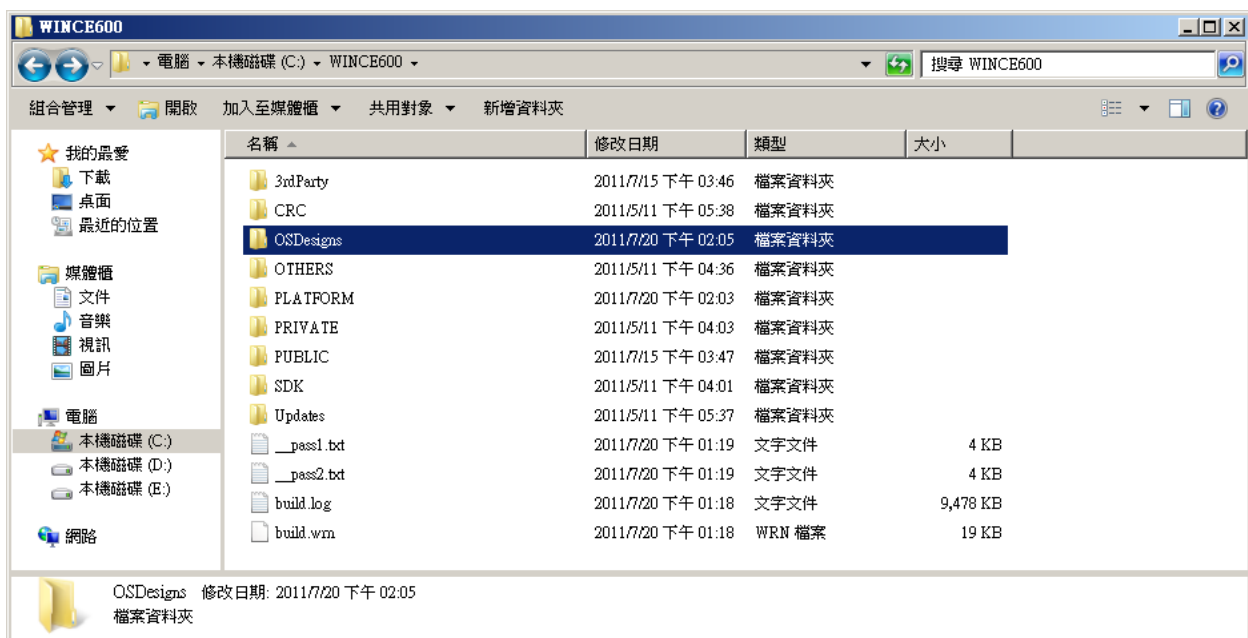 WINCE600
電腦 本機磁碟 (C:) WINCE600
搜尋 WINCE600
組合管理 開啟 加入至媒體櫃 共用對象 新增資料夾
我的最愛
下載
桌面
最近的位置
媒體櫃
文件
音樂
視訊
圖片
電腦
本機磁碟 (C:)
本機磁碟 (D:)
本機磁碟 (E:)
網路
名稱 修改日期 類型 大小
3rdParty 2011/7/15 下午 03:46 檔案資料夾
CRC 2011/5/11 下午 05:38 檔案資料夾
OSDesigns 2011/7/20 下午 02:05 檔案資料夾
OTHERS 2011/5/11 下午 04:36 檔案資料夾
PLATFORM 2011/7/20 下午 02:03 檔案資料夾
PRIVATE 2011/5/11 下午 04:03 檔案資料夾
PUBLIC 2011/7/15 下午 03:47 檔案資料夾
SDK 2011/5/11 下午 04:01 檔案資料夾
Updates 2011/5/11 下午 05:37 檔案資料夾
__pass1.txt 2011/7/20 下午 01:19 文字文件 4 KB
__pass2.txt 2011/7/20 下午 01:19 文字文件 4 KB
build.log 2011/7/20 下午 01:18 文字文件 9,478 KB
build.wrn 2011/7/20 下午 01:18 WRN 檔案 19 KB
OSDesigns 修改日期: 2011/7/20 下午 02:05
檔案資料夾